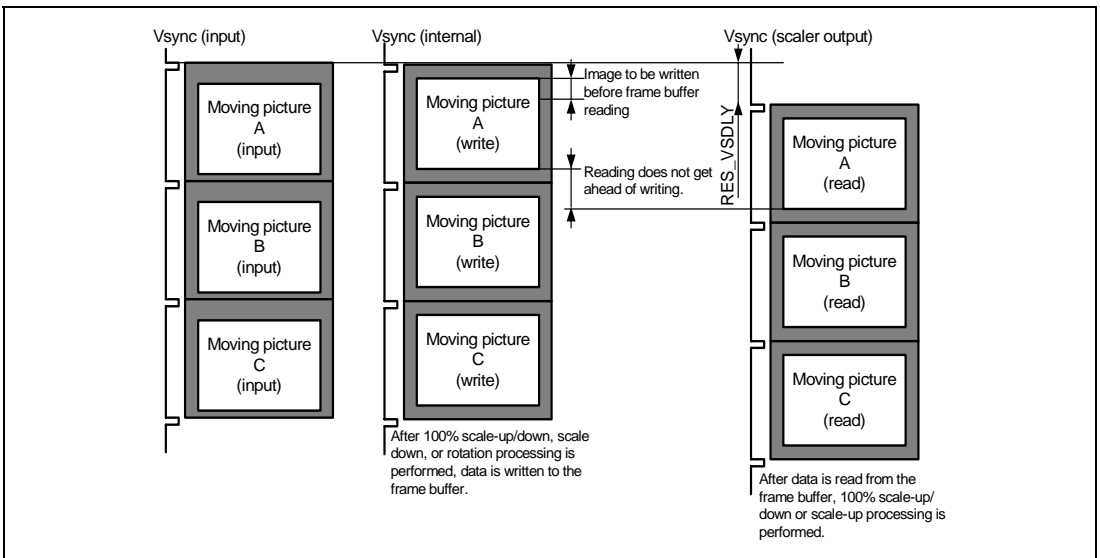 Vsync (input)
Vsync (internal)
Vsync (scaler output)
Moving picture
A
(input)
Moving picture
B
(input)
Moving picture
C
(input)
Moving picture
A
(write)
Moving picture
B
(write)
Moving picture
C
(write)
After 100% scale-up/down, scale
down, or rotation processing is
performed, data is written to the
frame buffer.
Image to be written
before frame buffer
reading
Reading does not get
ahead of writing.
RES_VSDLY
Moving picture
A
(read)
Moving picture
B
(read)
Moving picture
C
(read)
After data is read from the
frame buffer, 100% scale-up/
down or scale-up processing is
performed.